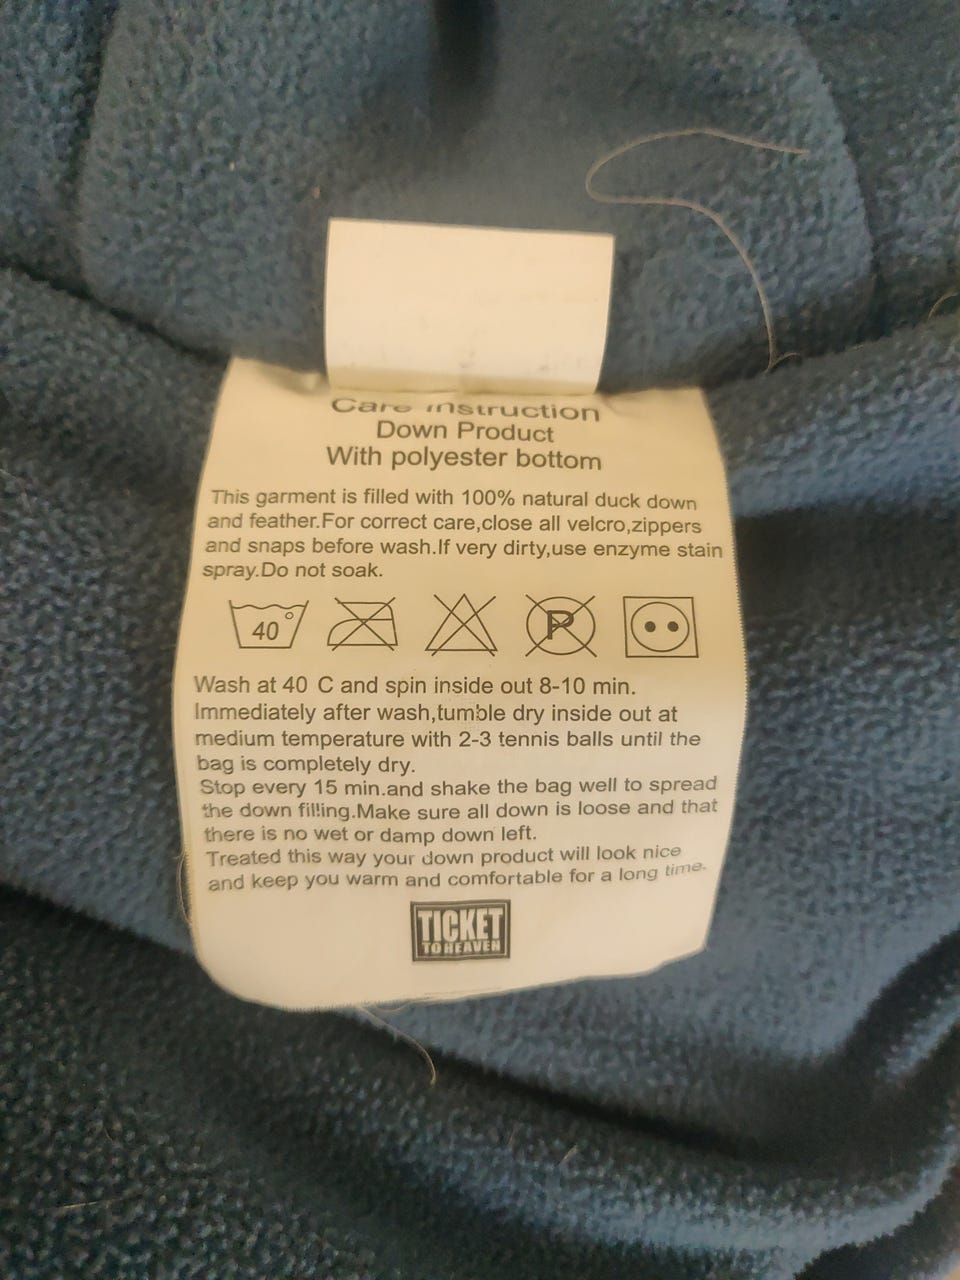 Care instruction
Down Product
With polyester bottom
This garment is filled with 100% natural duck down
and feather.For correct care,close all velcro,zippers
and snaps before wash.If very dirty,use enzyme stain
spray.Do not soak.
40 P
Wash at 40 C and spin inside out 8-10 min.
Immediately after wash,tumble dry inside out at
medium temperature with 2-3 tennis balls until the
bag is completely dry.
Stop every 15 min.and shake the bag well to spread
the down filling.Make sure all down is loose and that
there is no wet or damp down left.
Treated this way your down product will look nice
and keep you warm and comfortable for a long time.
TICKET
TO HEAVEN